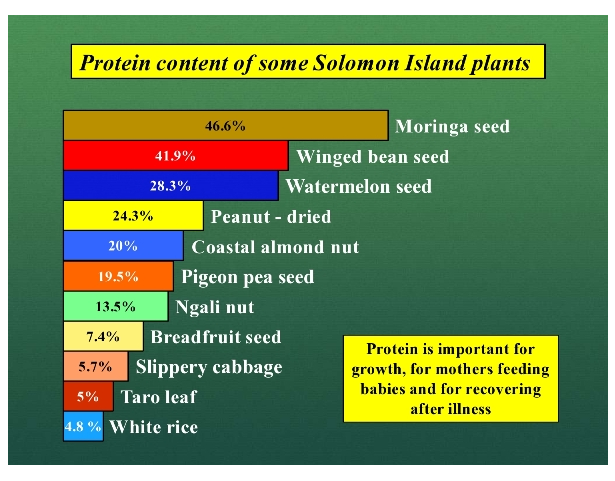 Protein content of some Solomon Island plants
46.6% Moringa seed
41.9% Winged bean seed
28.3% Watermelon seed
24.3% Peanut - dried
20% Coastal almond nut
19.5% Pigeon pea seed
13.5% Ngali nut
7.4% Breadfruit seed
5.7% Slippery cabbage
5% Taro leaf
4.8 % White rice
Protein is important for
growth, for mothers feeding
babies and for recovering
after illness